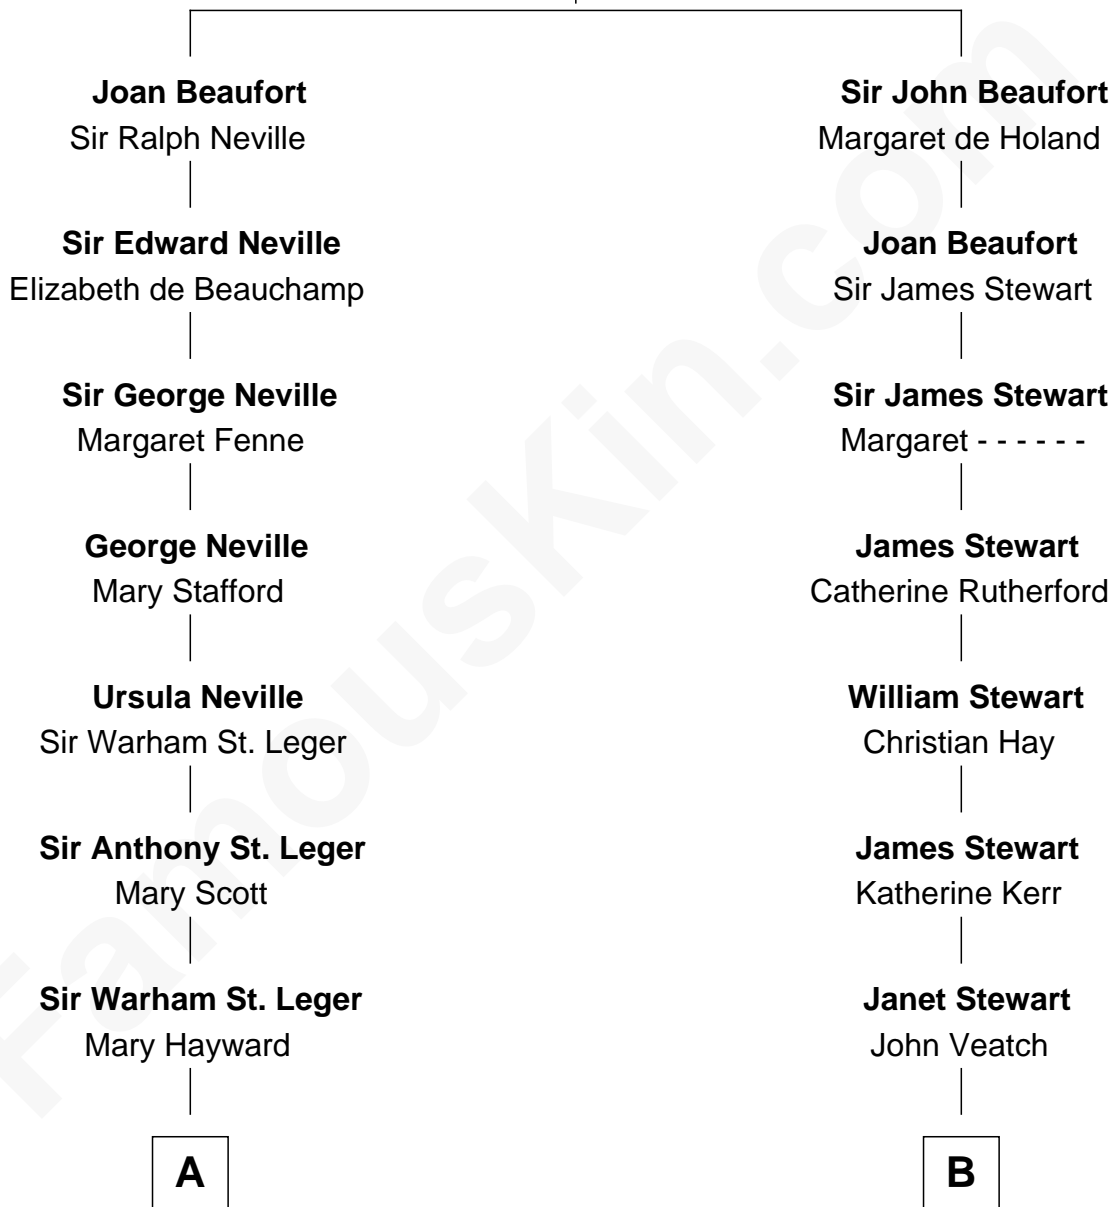 Joan Beaufort
Sir Ralph Neville
Sir Edward Neville
Elizabeth de Beauchamp
Sir George Neville
Margaret Fenne
George Neville
Mary Stafford
Ursula Neville
Sir Warham St. Leger
Sir Anthony St. Leger
Mary Scott
Sir Warham St. Leger
Mary Hayward
A
Sir John Beaufort
Margaret de Holand
Joan Beaufort
Sir James Stewart
Sir James Stewart
Margaret - - - - - -
James Stewart
Catherine Rutherford
William Stewart
Christian Hay
James Stewart
Katherine Kerr
Janet Stewart
John Veatch
B
FamousKin.com